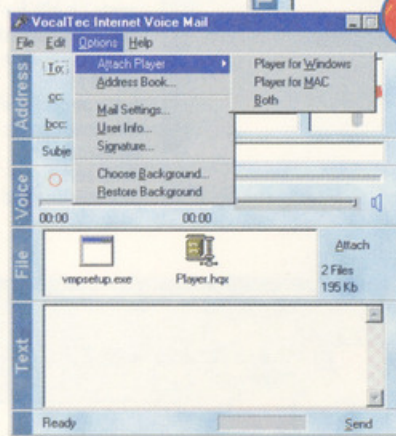 VocalTec Internet Voice Mail
File Edit Options Help
Address
To:
cc:
bcc:
Subje
Attach Player
Address Book...
Mail Settings...
User Info...
Signature...
Choose Background...
Restore Background
Player for Windows
Player for MAC
Both
Voice
00:00 00:00
File
vmpsetup.exe Player.hqx
Attach
2 Files
195 Kb
Text
Ready Send